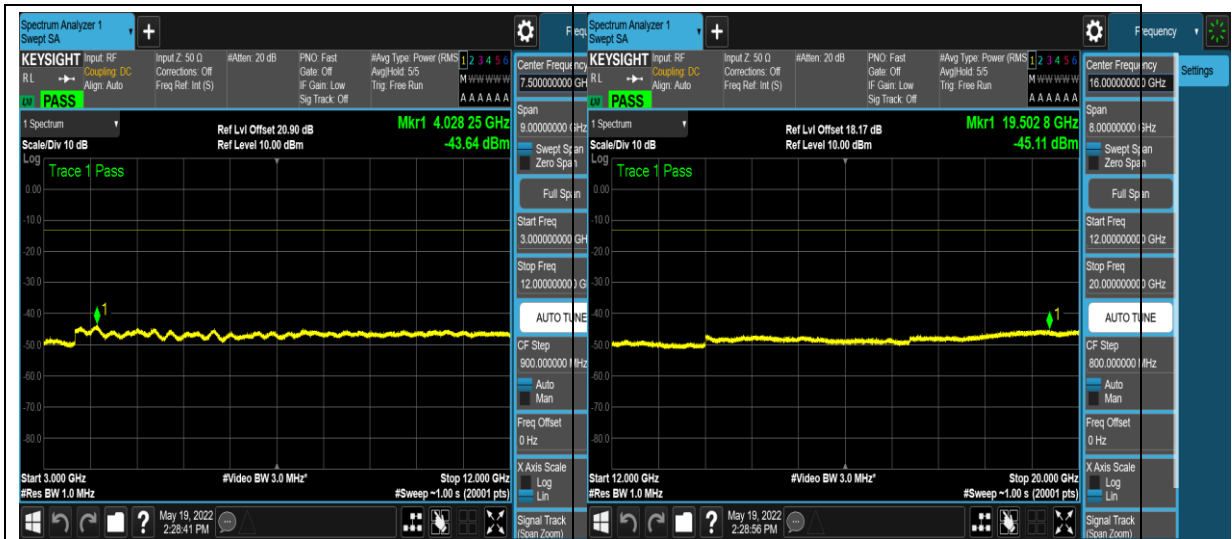 Spectrum Analyzer 1
Swept SA
+
KEYSIGHT
RL
Input: RF
Coupling: DC
Align: Auto
Input Z: 50 Ω
Corrections: Off
Freq Ref: Int (S)
#Atten: 20 dB
PNO: Fast
Gate: Off
IF Gain: Low
Sig Track: Off
#Avg Type: Power (RMS
Avg|Hold: 5/5
Trig: Free Run
1 2 3 4 5 6
M W W W W W
A A A A A A
PASS
1 Spectrum
Scale/Div 10 dB
Log
Ref Lvl Offset 20.90 dB
Ref Level 10.00 dBm
Mkr1 4.028 25 GHz
-43.64 dBm
Trace 1 Pass
0.00
-10.0
-20.0
-30.0
-40.0
-50.0
-60.0
-70.0
-80.0
1
Start 3.000 GHz
#Res BW 1.0 MHz
#Video BW 3.0 MHz*
Stop 12.000 GHz
#Sweep ~1.00 s (20001 pts)
?
May 19, 2022
2:28:41 PM
Center Frequency
7.500000000 GH
Span
9.00000000 GHz
Swept Span
Zero Span
Full Span
Start Freq
3.000000000 GH
Stop Freq
12.00000000 G
AUTO TUNE
CF Step
900.000000 MHz
Auto
Man
Freq Offset
0 Hz
X Axis Scale
Log
Lin
Signal Track
(Span Zoom)
Spectrum Analyzer 1
Swept SA
+
Frequency
Settings
KEYSIGHT
RL
Input: RF
Coupling: DC
Align: Auto
Input Z: 50 Ω
Corrections: Off
Freq Ref: Int (S)
#Atten: 20 dB
PNO: Fast
Gate: Off
IF Gain: Low
Sig Track: Off
#Avg Type: Power (RMS
Avg|Hold: 5/5
Trig: Free Run
1 2 3 4 5 6
M W W W W W
A A A A A A
PASS
1 Spectrum
Scale/Div 10 dB
Log
Ref Lvl Offset 18.17 dB
Ref Level 10.00 dBm
Mkr1 19.502 8 GHz
-45.11 dBm
Trace 1 Pass
0.00
-10.0
-20.0
-30.0
-40.0
-50.0
-60.0
-70.0
-80.0
1
Start 12.000 GHz
#Res BW 1.0 MHz
#Video BW 3.0 MHz*
Stop 20.000 GHz
#Sweep ~1.00 s (20001 pts)
?
May 19, 2022
2:28:56 PM
Center Frequency
16.000000000 GHz
Span
8.00000000 GHz
Swept Span
Zero Span
Full Span
Start Freq
12.000000000 GHz
Stop Freq
20.000000000 GHz
AUTO TUNE
CF Step
800.000000 MHz
Auto
Man
Freq Offset
0 Hz
X Axis Scale
Log
Lin
Signal Track
(Span Zoom)